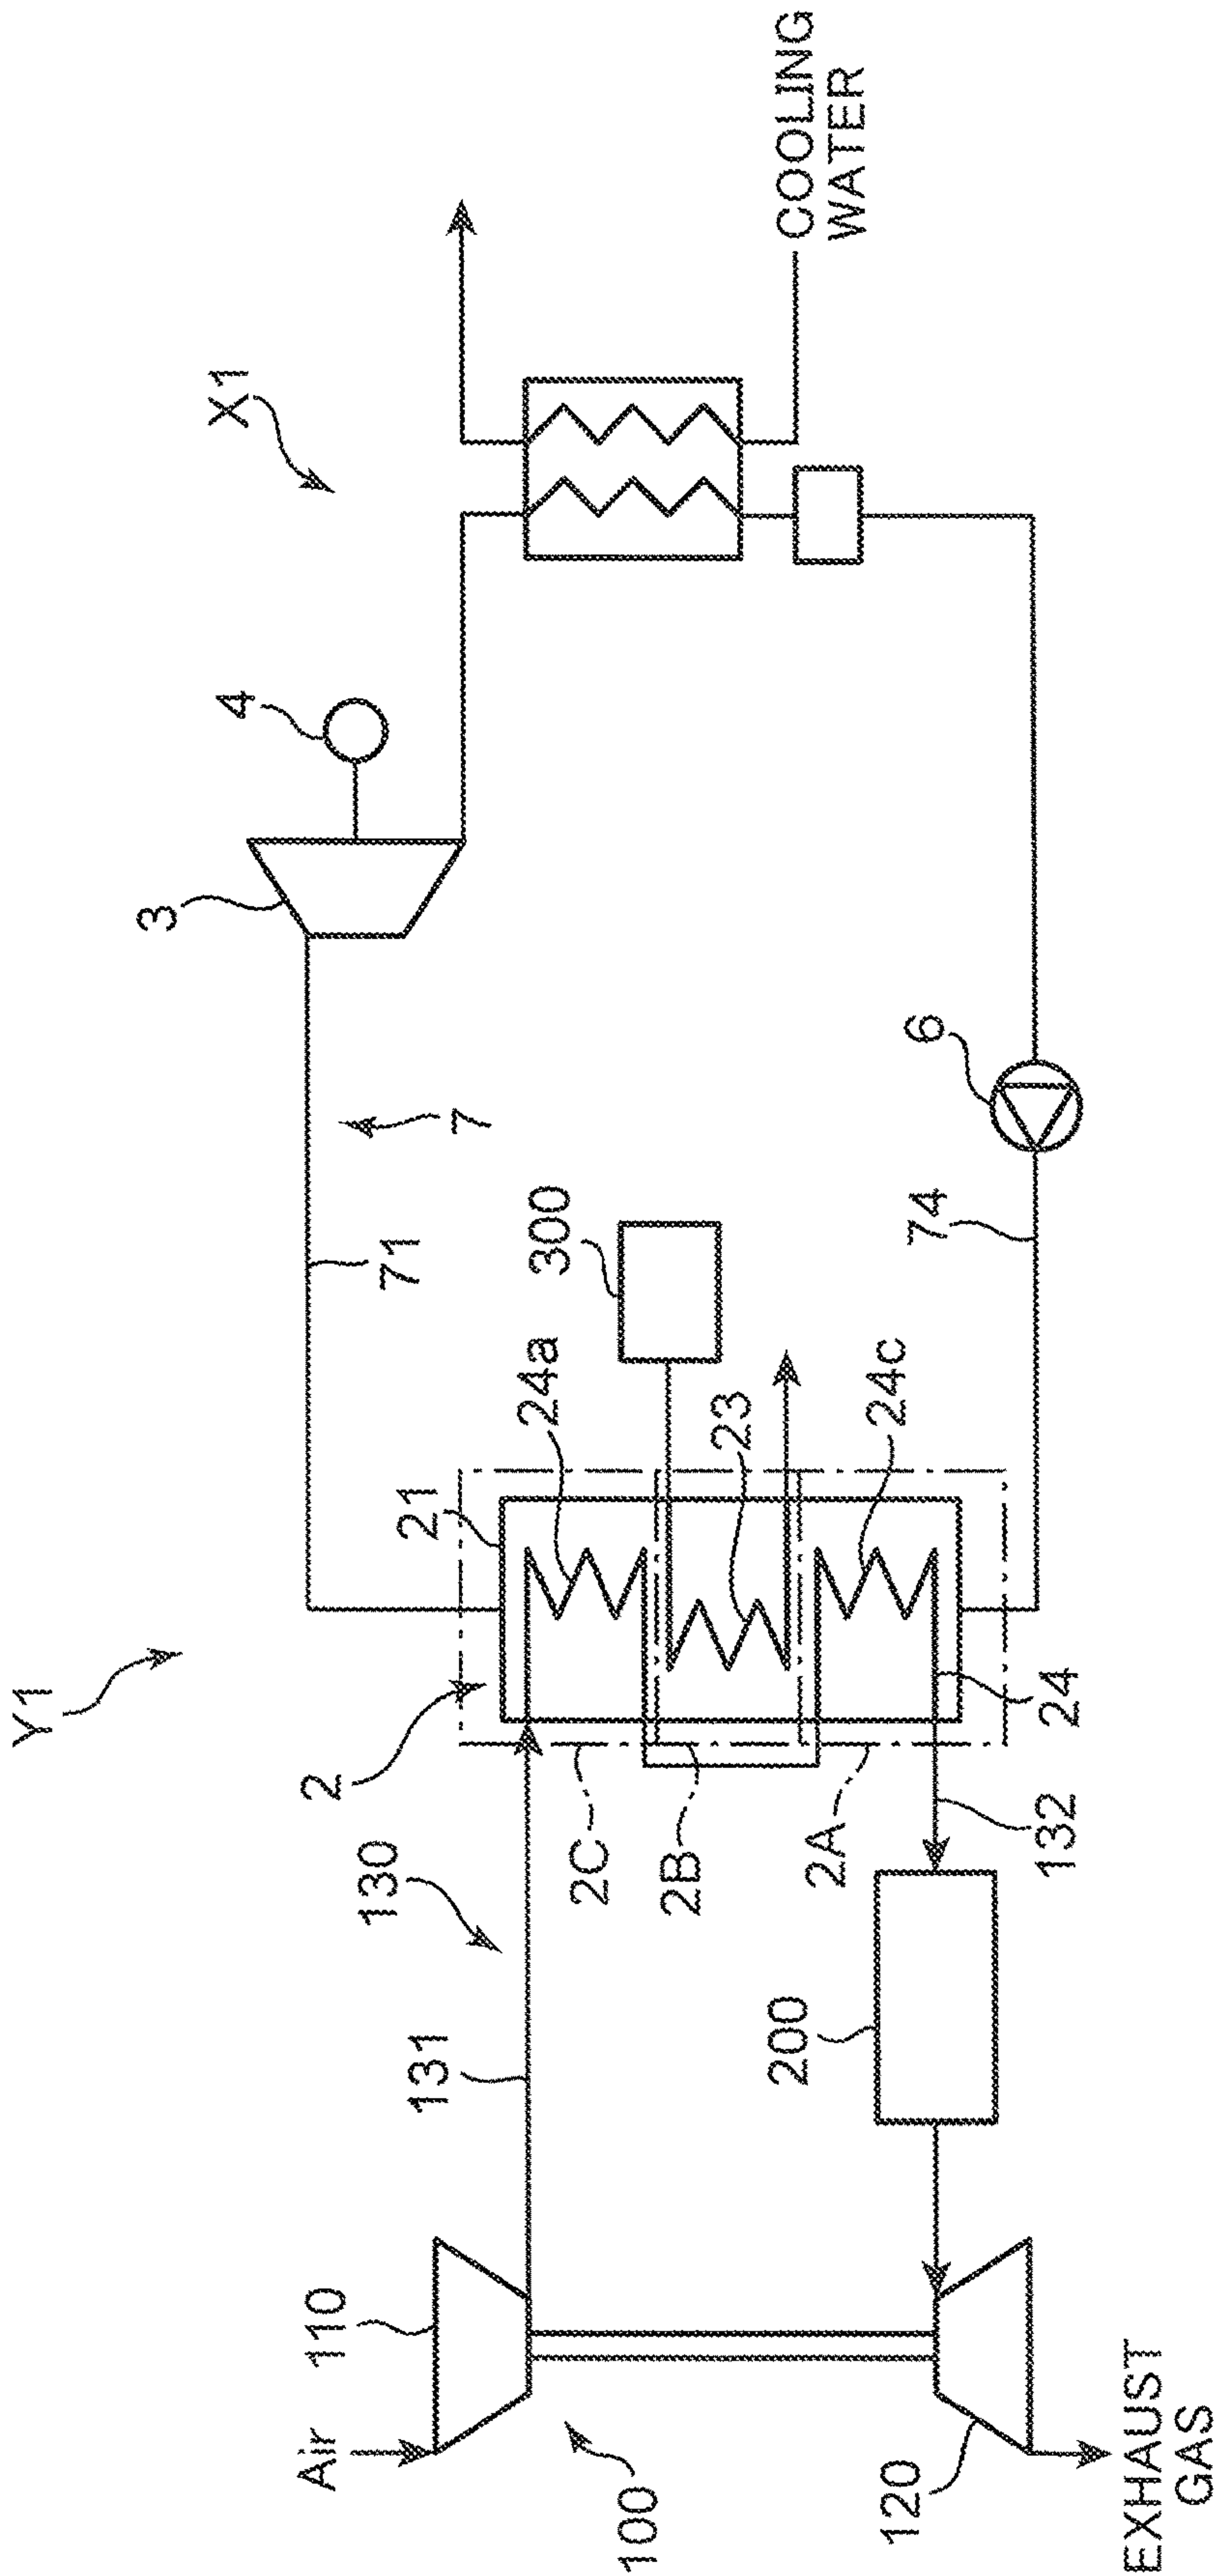 Y1
X1
COOLING
WATER
4
3
7
71
6
74
300
24a
23
24c
21
2
24
132
2C
2B
2A
130
131
200
110
Air
100
120
EXHAUST
GAS